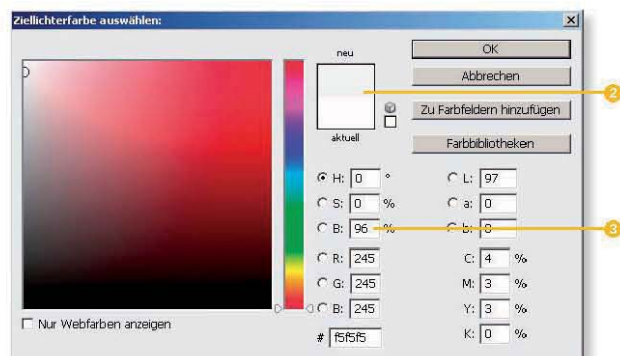 Ziellichterfarbe auswählen:
neu
OK
Abbrechen
2
Zu Farbfeldern hinzufügen
aktuell
Farbbibliotheken
H: 0 ° L: 97
S: 0 % a: 0
B: 96 % b: 0
3
R: 245 C: 4 %
G: 245 M: 3 %
B: 245 Y: 3 %
Nur Webfarben anzeigen
# f5f5f5 K: 0 %